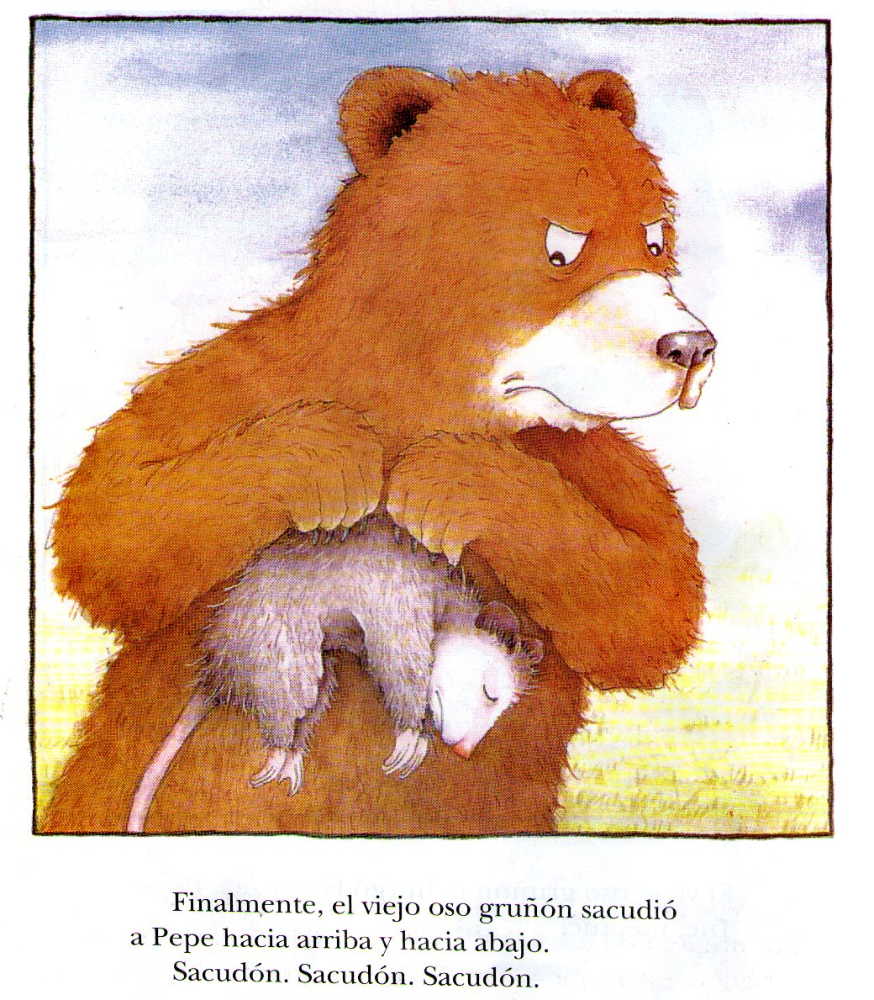 Finalmente, el viejo oso gruñón sacudió
a Pepe hacia arriba y hacia abajo.
Sacudón. Sacudón. Sacudón.